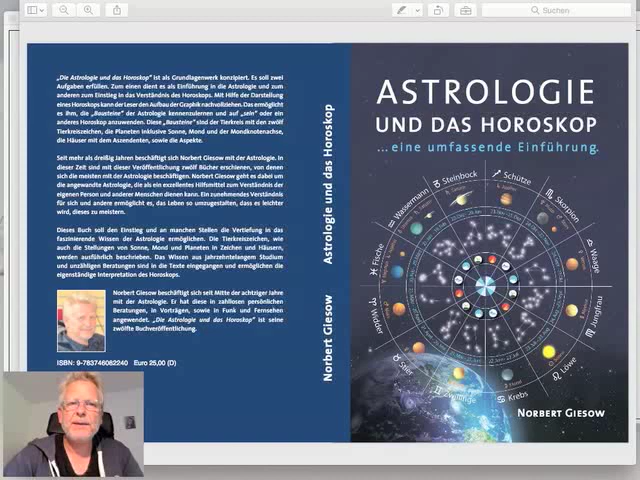 Suchen
„Die Astrologie und das Horoskop“ ist als Grundlagenwerk konzipiert. Es soll zwei
Aufgaben erfüllen. Zum einen dient es als Einführung in die Astrologie und zum
anderen zum Einstieg in das Verständnis des Horoskops. Mit Hilfe der Darstellung
eines Horoskops kann der Leser den Aufbau der Graphik nachvollziehen. Das ermöglicht
es ihm, die „Bausteine“ der Astrologie kennenzulernen und auf „sein“ oder ein
anderes Horoskop anzuwenden. Diese „Bausteine“ sind der Tierkreis mit den zwölf
Tierkreiszeichen, die Planeten inklusive Sonne, Mond und der Mondknotenachse,
die Häuser mit dem Aszendenten, sowie die Aspekte.
Seit mehr als dreißig Jahren beschäftigt sich Norbert Giesow mit der Astrologie. In
dieser Zeit sind mit dieser Veröffentlichung zwölf Bücher erschienen, von denen
sich die meisten mit der Astrologie beschäftigen. Norbert Giesow geht es dabei um
die angewandte Astrologie, die als ein exzellentes Hilfsmittel zum Verständnis der
eigenen Person und anderer Menschen dienen kann. Ein zunehmendes Verständnis
für sich und andere ermöglicht es, das Leben so umzugestalten, dass es leichter
wird, dieses zu meistern.
Dieses Buch soll den Einstieg und an manchen Stellen die Vertiefung in das
faszinierende Wissen der Astrologie ermöglichen. Die Tierkreiszeichen, wie
auch die Stellungen von Sonne, Mond und Planeten in Zeichen und Häusern,
werden ausführlich beschrieben. Das Wissen aus jahrzehntelangem Studium
und unzähligen Beratungen sind in die Texte eingegangen und ermöglichen die
eigenständige Interpretation des Horoskops.
Norbert Giesow beschäftigt sich seit Mitte der achtziger Jahre
mit der Astrologie. Er hat diese in zahllosen persönlichen
Beratungen, in Vorträgen, sowie in Funk und Fernsehen
angewendet. „Die Astrologie und das Horoskop“ ist seine
zwölfte Buchveröffentlichung.
ISBN: 9-783746082240 Euro 25,00 (D)
Norbert Giesow Astrologie und das Horoskop
ASTROLOGIE
UND DAS HOROSKOP
...eine umfassende Einführung.
Steinbock
Schütze
Skorpion
Waage
Jungfrau
Löwe
Krebs
Zwillinge
Stier
Widder
Fische
Wassermann
NORBERT GIESOW